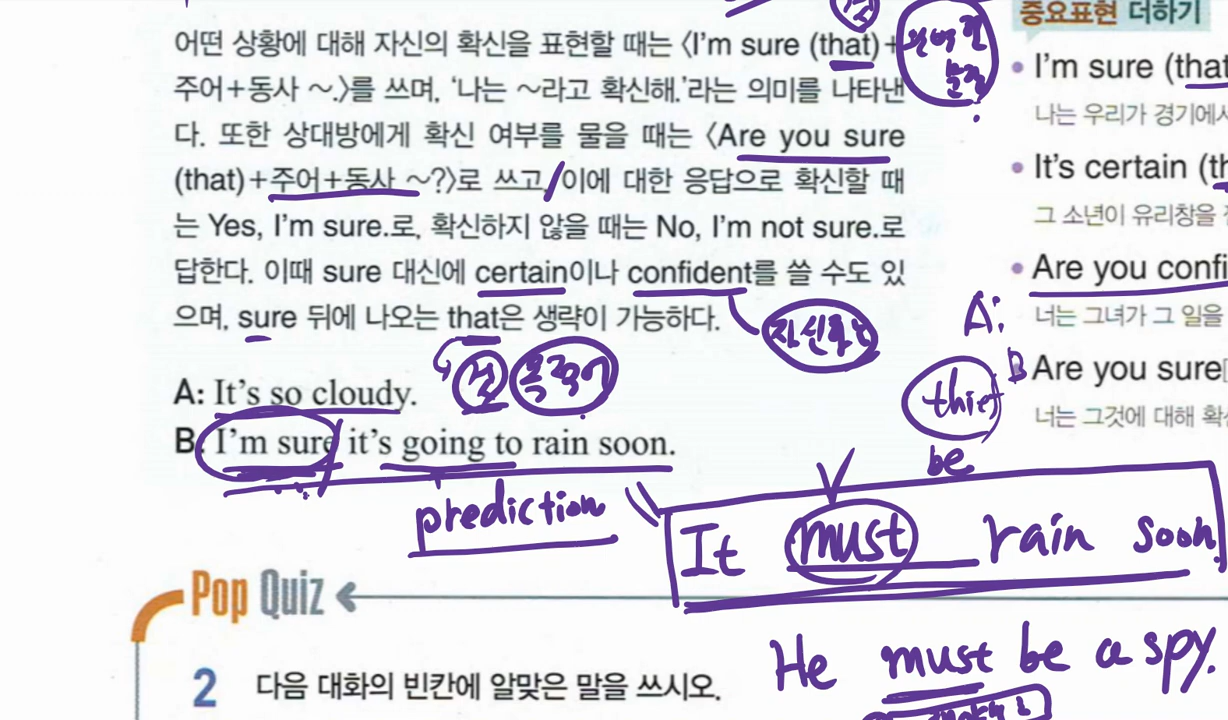 중요표현 더하기
어떤 상황에 대해 자신의 확신을 표현할 때는 〈I'm sure (that)+
주어+동사 ~.〉를 쓰며, '나는 ~라고 확신해.'라는 의미를 나타낸
다. 또한 상대방에게 확신 여부를 물을 때는 〈Are you sure
(that)+주어+동사 ~?〉로 쓰고, 이에 대한 응답으로 확신할 때
는 Yes, I'm sure.로, 확신하지 않을 때는 No, I'm not sure.로
답한다. 이때 sure 대신에 certain이나 confident를 쓸 수도 있
으며, sure 뒤에 나오는 that은 생략이 가능하다.
접
목적어
A: It's so cloudy.
B: I'm sure it's going to rain soon.
prediction
I'm sure (that
나는 우리가 경기에서
It's certain (th
그 소년이 유리창을
Are you confi
너는 그녀가 그 일을
Are you sure[
너는 그것에 대해 확
A:
B
thief
be
It must rain soon.
He must be a spy.
Pop Quiz
2 다음 대화의 빈칸에 알맞은 말을 쓰시오.